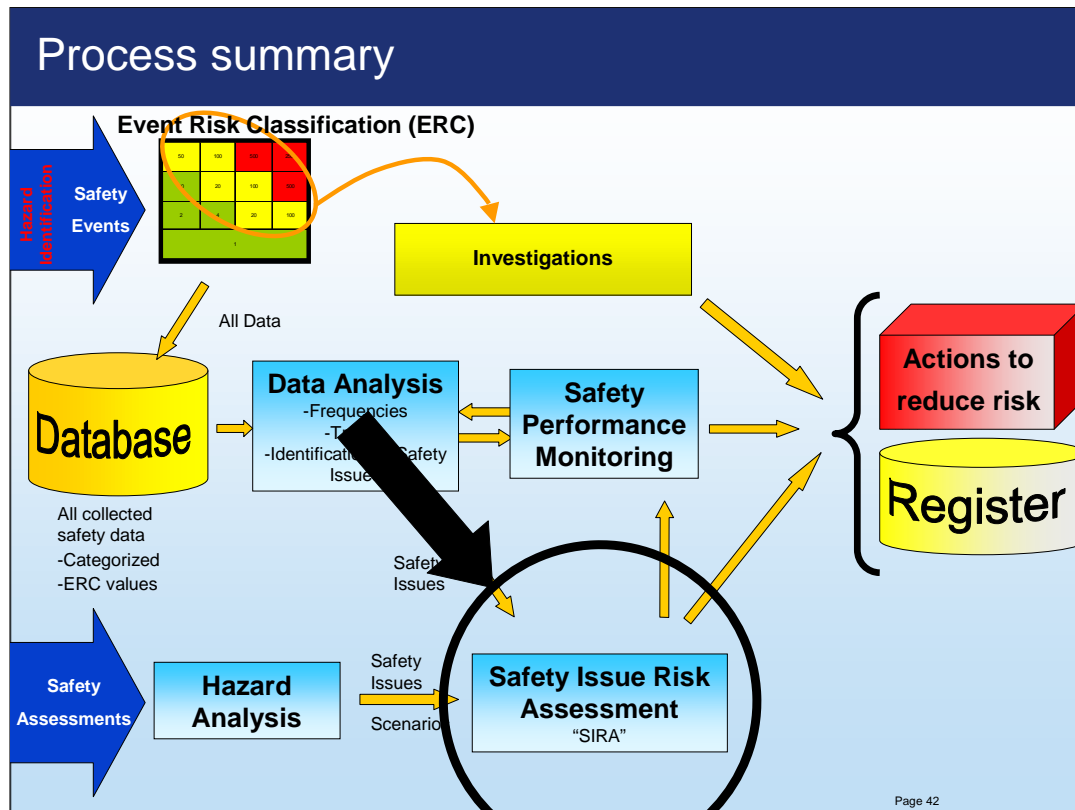 Process summary
Event Risk Classification (ERC)
Hazard
Identification
Safety
Events
50 100
20 100
2 4 20 100
1
Investigations
All Data
Database
Data Analysis
-Frequencies
-Identification Safety
Safety
Performance
Monitoring
Actions to
reduce risk
Register
All collected
safety data
-Categorized
-ERC values
Safety
Issues
Safety
Assessments
Hazard
Analysis
Safety
Issues
Scenario
Safety Issue Risk
Assessment
“SIRA”
Page 42